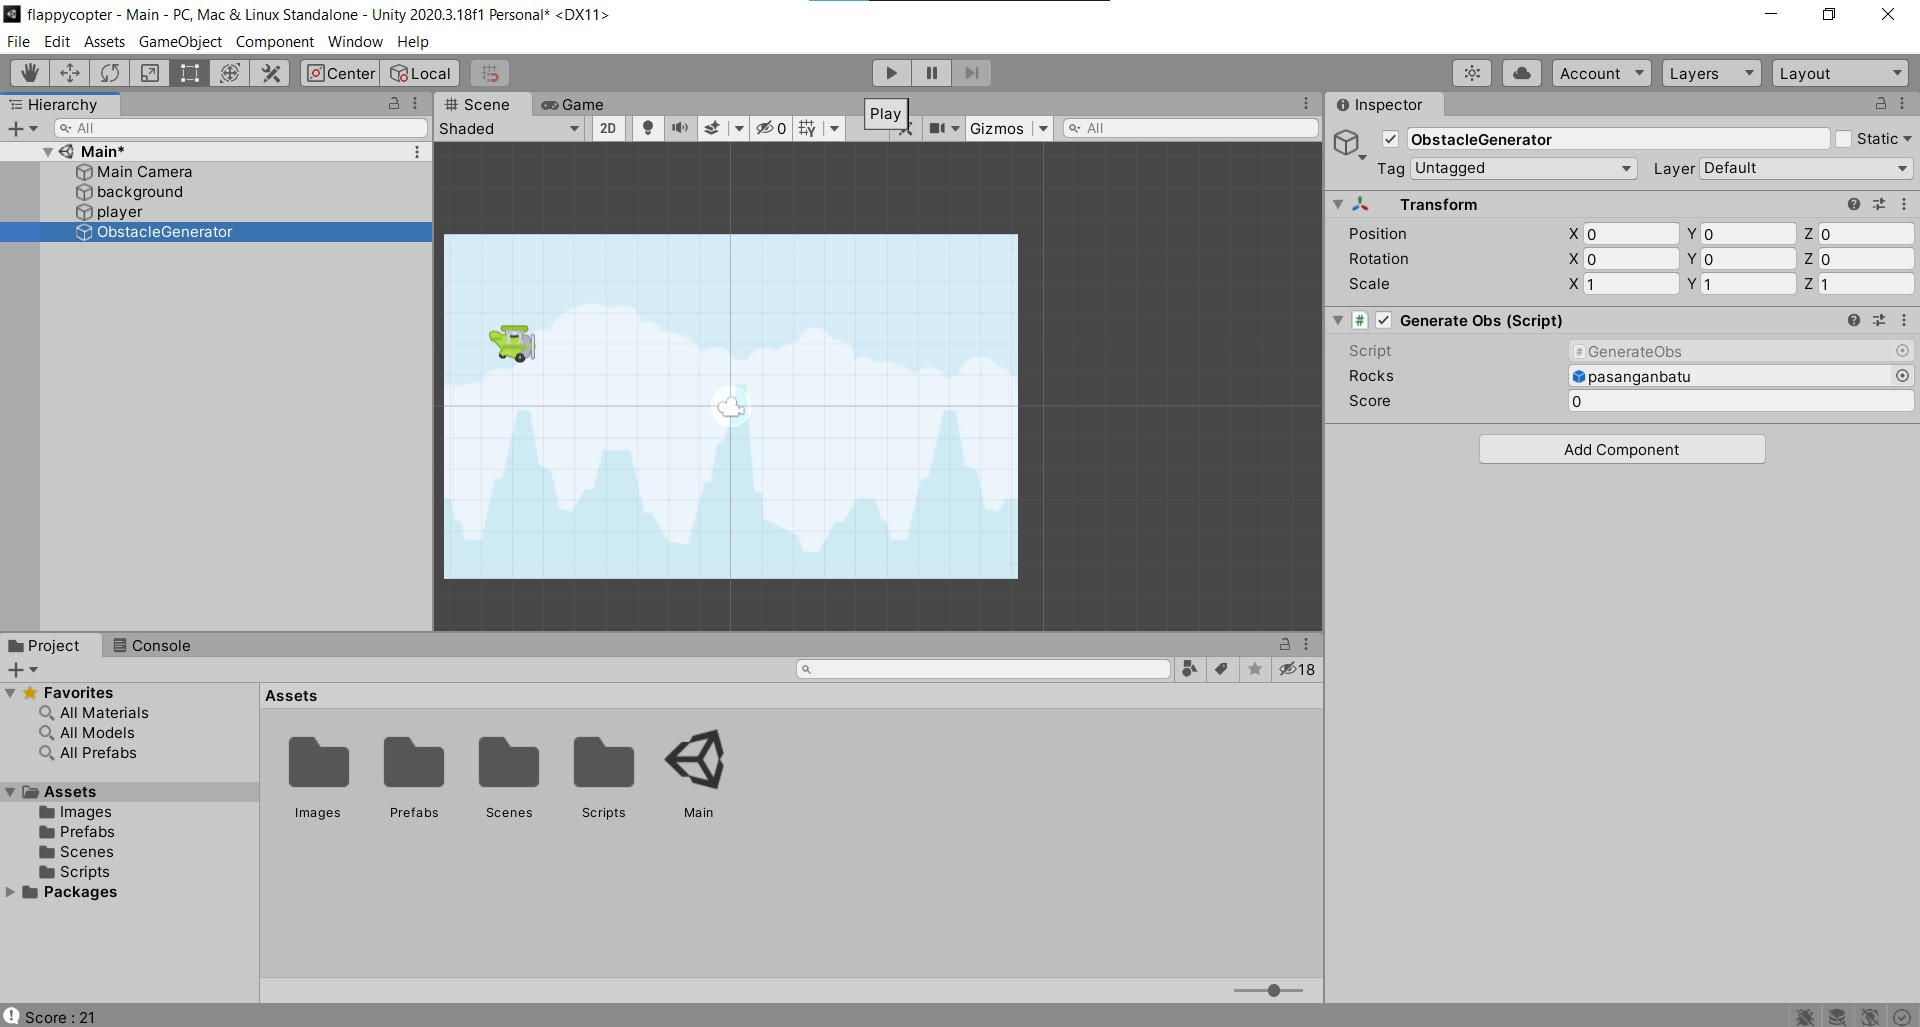 flappycopter - Main - PC, Mac & Linux Standalone - Unity 2020.3.18f1 Personal* <DX11>
File Edit Assets GameObject Component Window Help
Center Local Account Layers Layout
Hierarchy
All
Main*
Main Camera
background
player
ObstacleGenerator
Scene Game
Play
Shaded 2D 0 Gizmos All
Inspector
ObstacleGenerator Static
Tag Untagged Layer Default
Transform
Position X 0 Y 0 Z 0
Rotation X 0 Y 0 Z 0
Scale X 1 Y 1 Z 1
# Generate Obs (Script)
Script # GenerateObs
Rocks pasanganbatu
Score 0
Add Component
Project Console
18
Favorites
All Materials
All Models
All Prefabs
Assets
Images
Prefabs
Scenes
Scripts
Packages
Assets
Images Prefabs Scenes Scripts Main
Score : 21